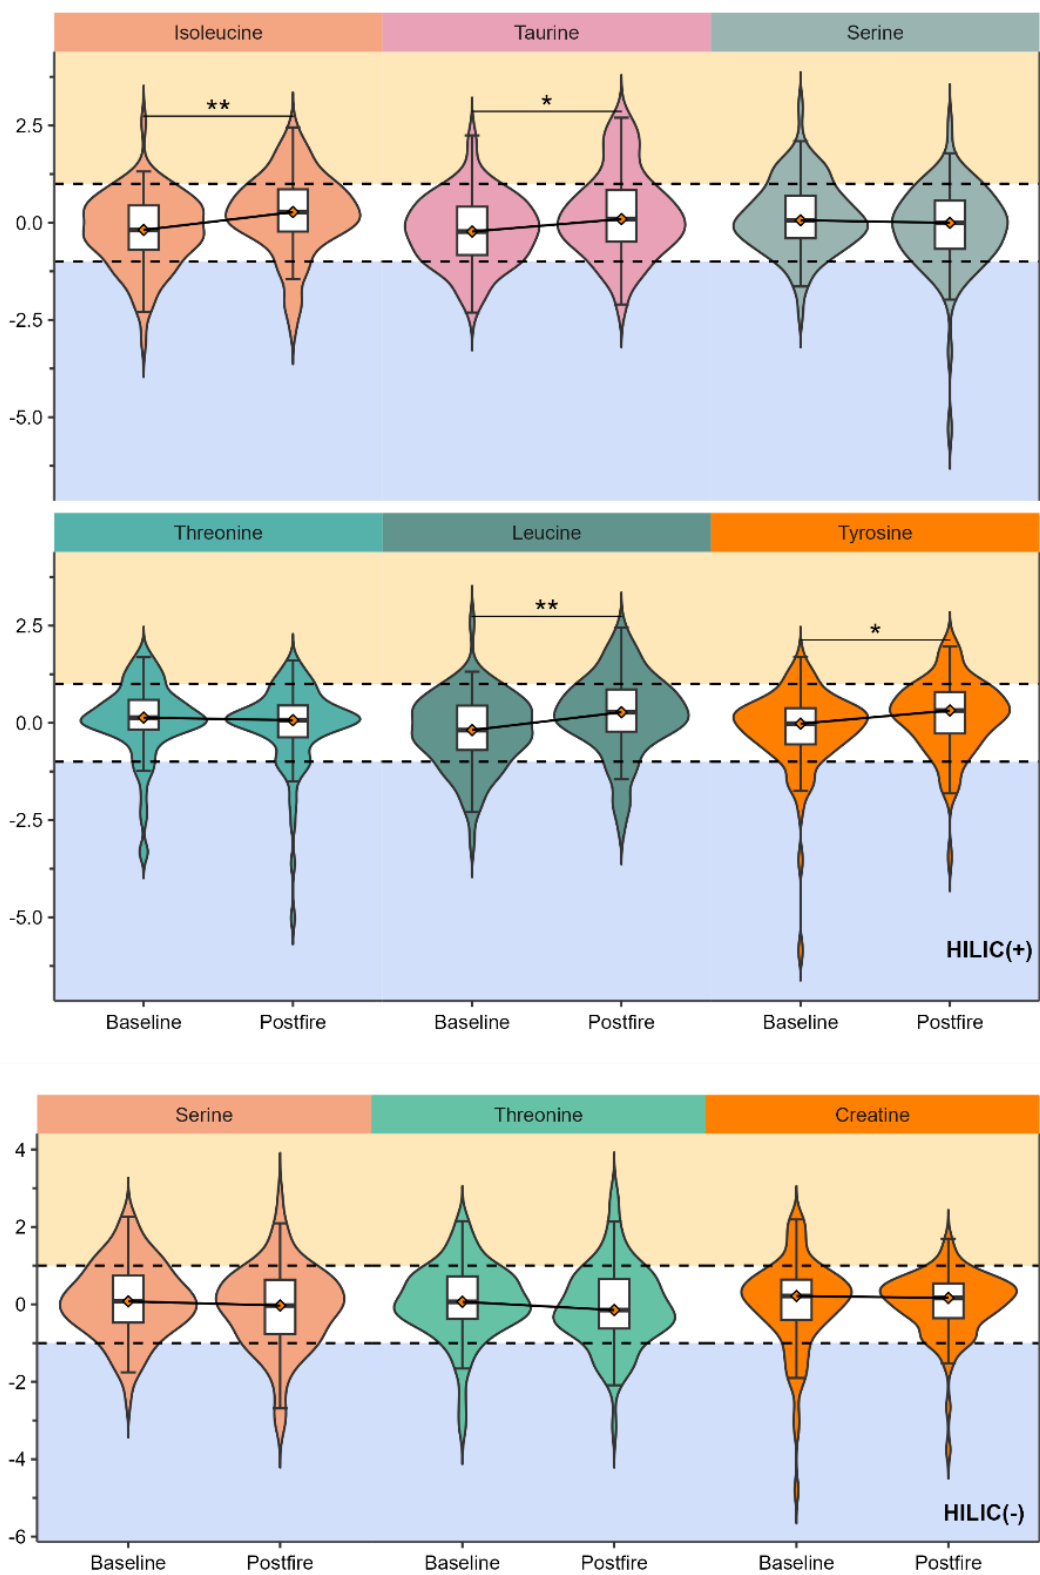 Isoleucine Taurine Serine
** *
2.5
0.0
-2.5
-5.0
Threonine Leucine Tyrosine
** *
2.5
0.0
-2.5
-5.0
HILIC(+)
Baseline Postfire Baseline Postfire Baseline Postfire
Serine Threonine Creatine
4
2
0
-2
-4
HILIC(-)
-6
Baseline Postfire Baseline Postfire Baseline Postfire